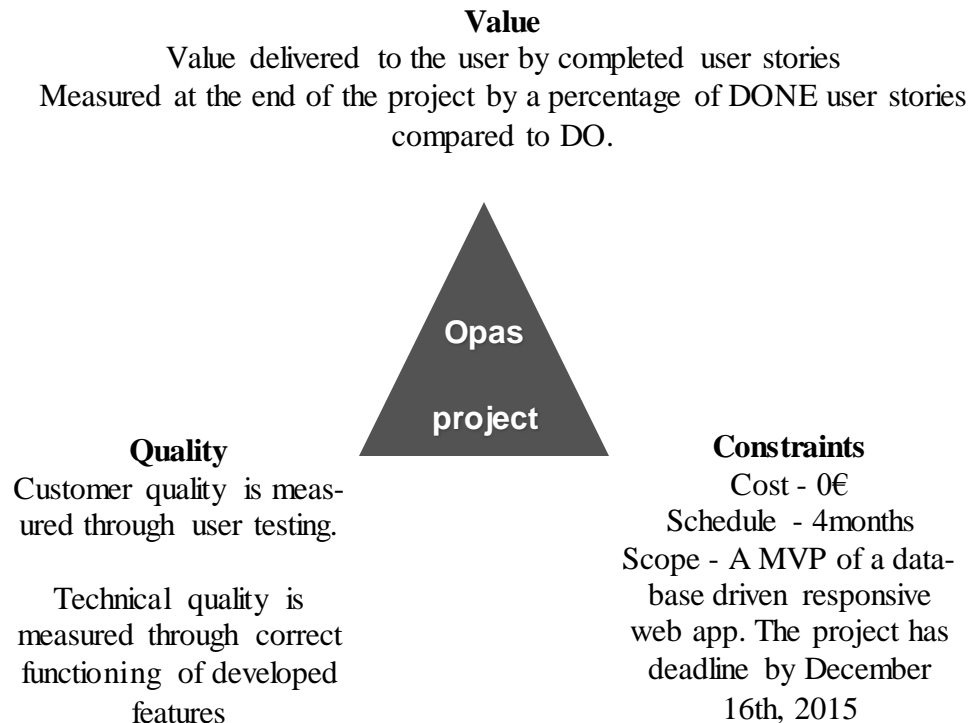 Value
Value delivered to the user by completed user stories
Measured at the end of the project by a percentage of DONE user stories
compared to DO.
Opas
project
Quality
Customer quality is meas-
ured through user testing.
Technical quality is
measured through correct
functioning of developed
features
Constraints
Cost - 0€
Schedule - 4months
Scope - A MVP of a data-
base driven responsive
web app. The project has
deadline by December
16th, 2015